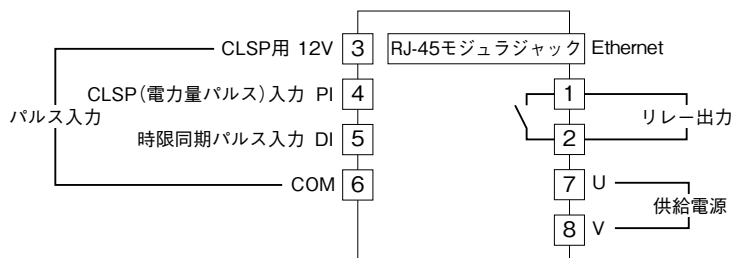 CLSP用 12V 3 RJ-45モジュラジャック Ethernet
CLSP(電力量パルス)入力 PI 4 1
パルス入力 リレー出力
時限同期パルス入力 DI 5 2
COM 6 7 U
供給電源
8 V